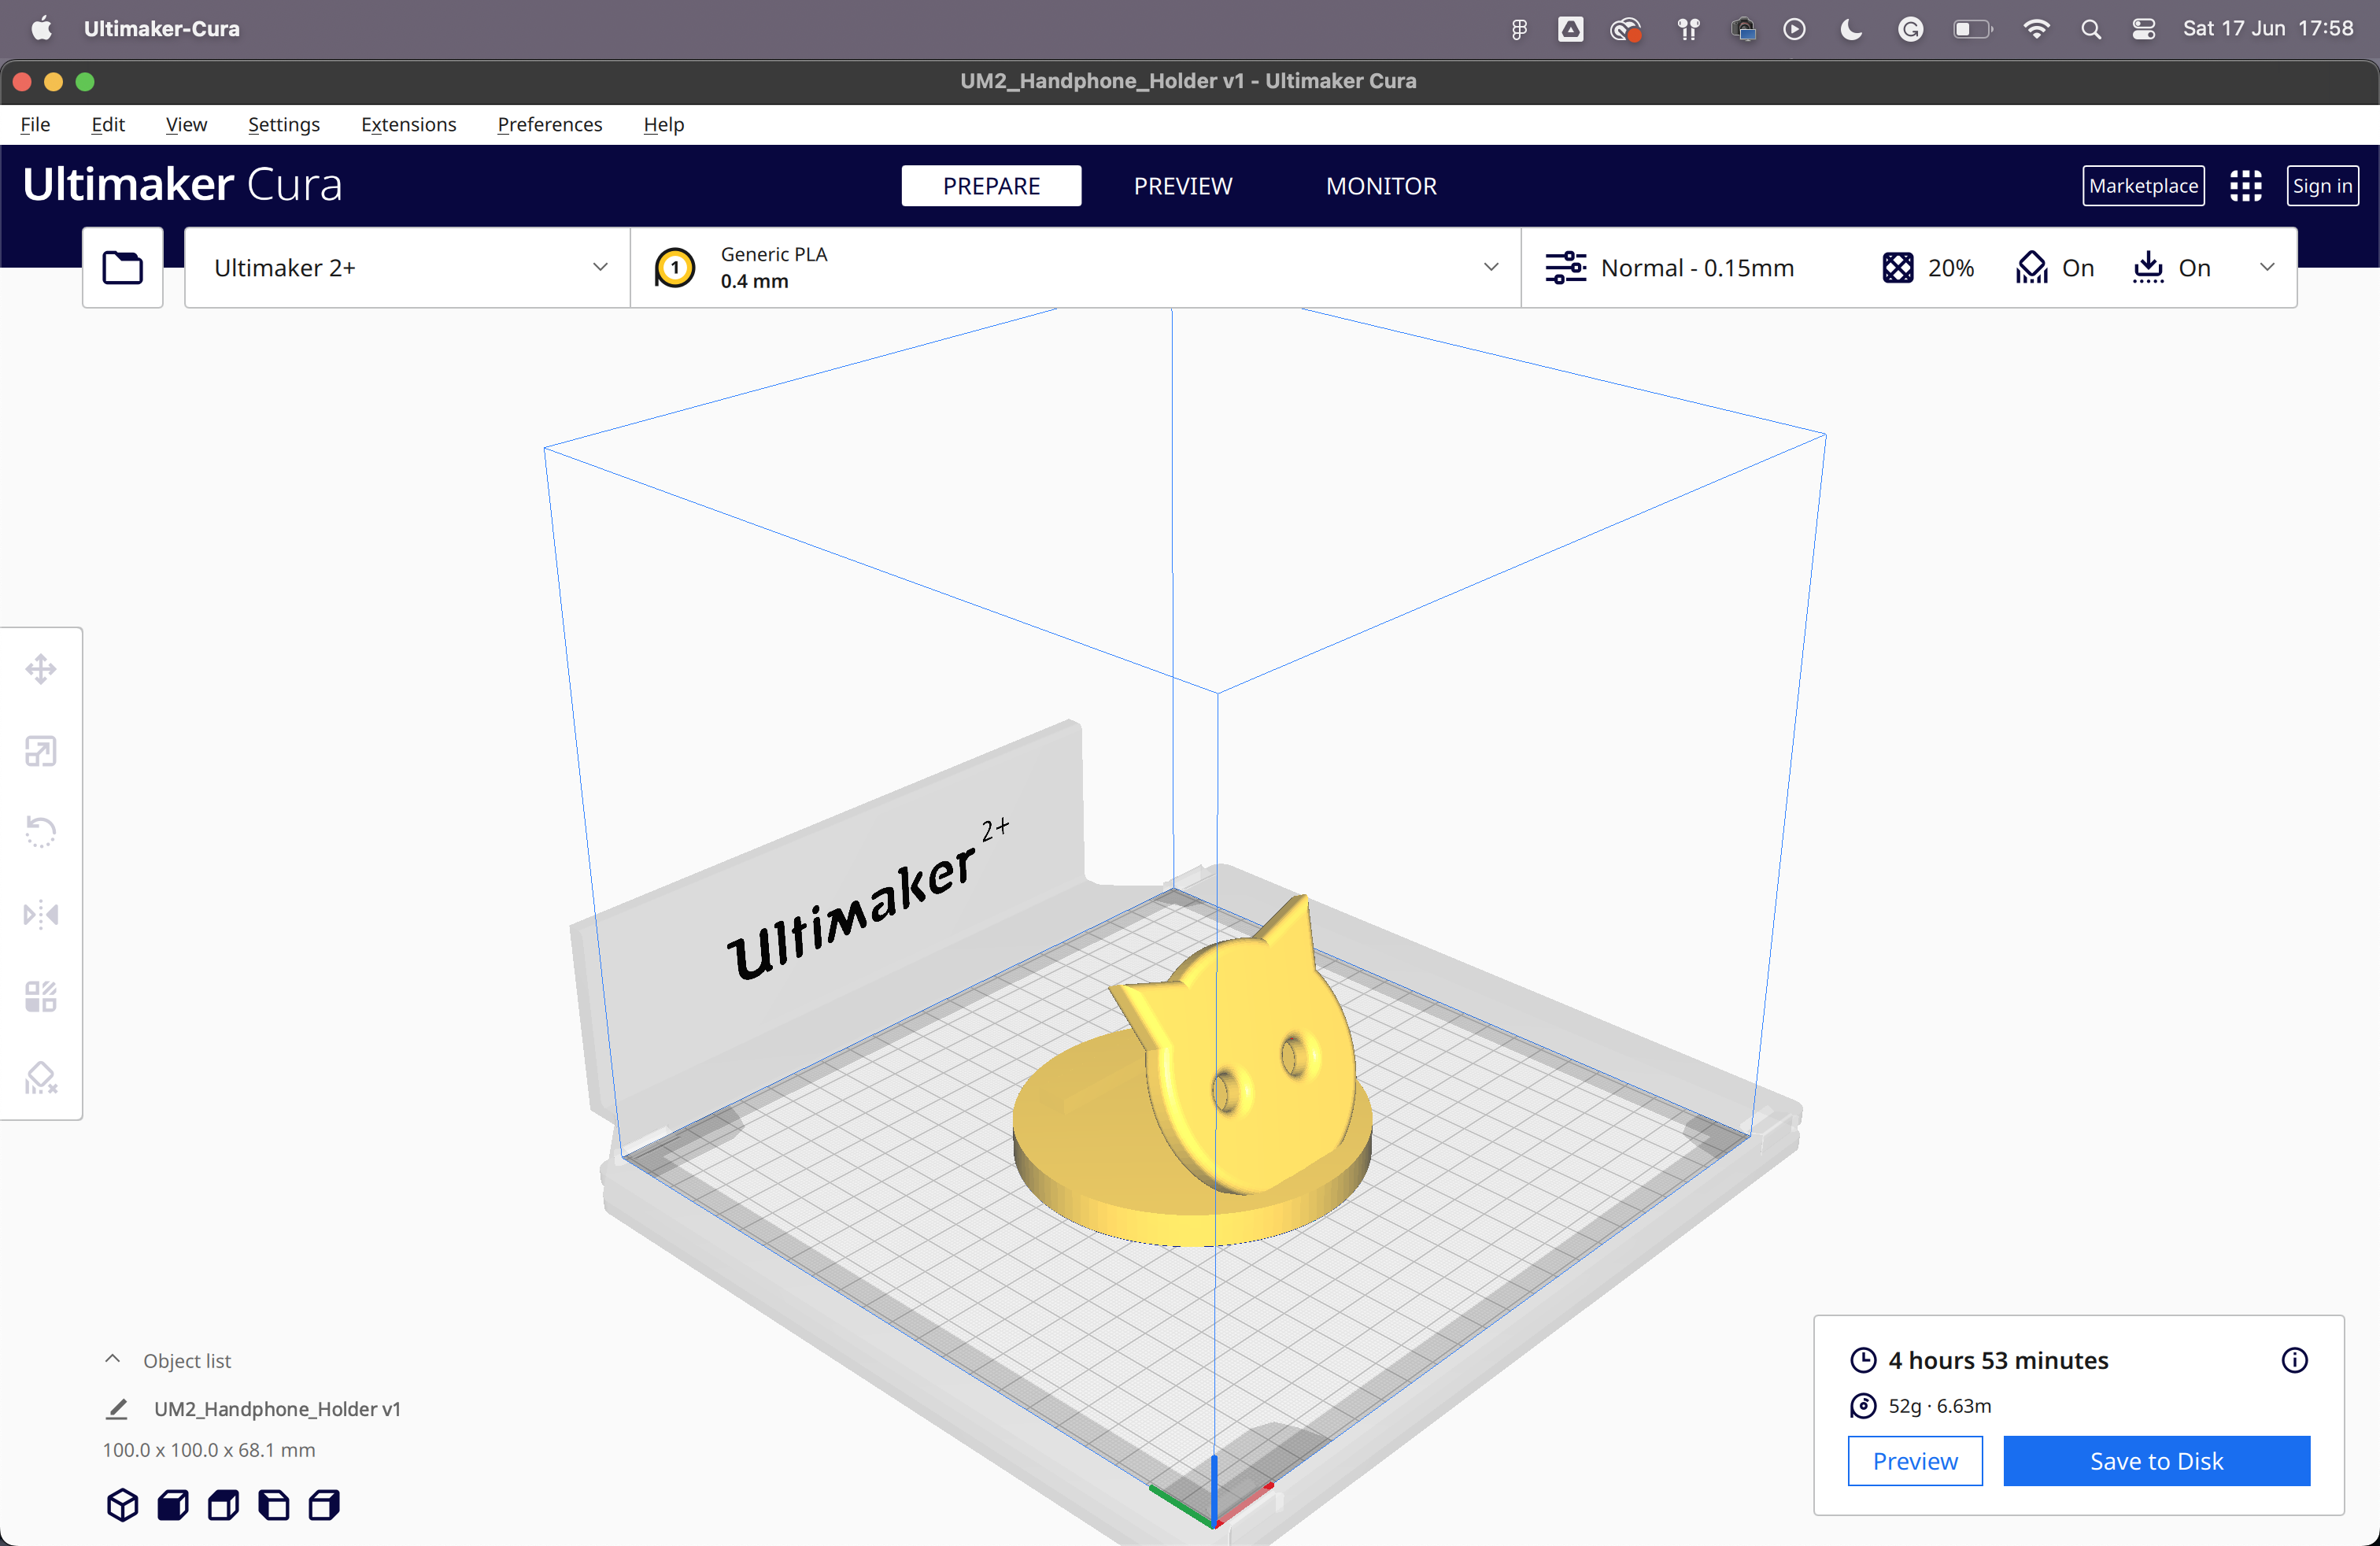 Ultimaker-Cura
Sat 17 Jun 17:58
UM2_Handphone_Holder v1 - Ultimaker Cura
File Edit View Settings Extensions Preferences Help
Ultimaker Cura
PREPARE PREVIEW MONITOR
Marketplace Sign in
Ultimaker 2+
1
Generic PLA
0.4 mm
Normal - 0.15mm
20%
On
On
Ultimaker 2+
Object list
UM2_Handphone_Holder v1
100.0 x 100.0 x 68.1 mm
4 hours 53 minutes
52g · 6.63m
Preview Save to Disk